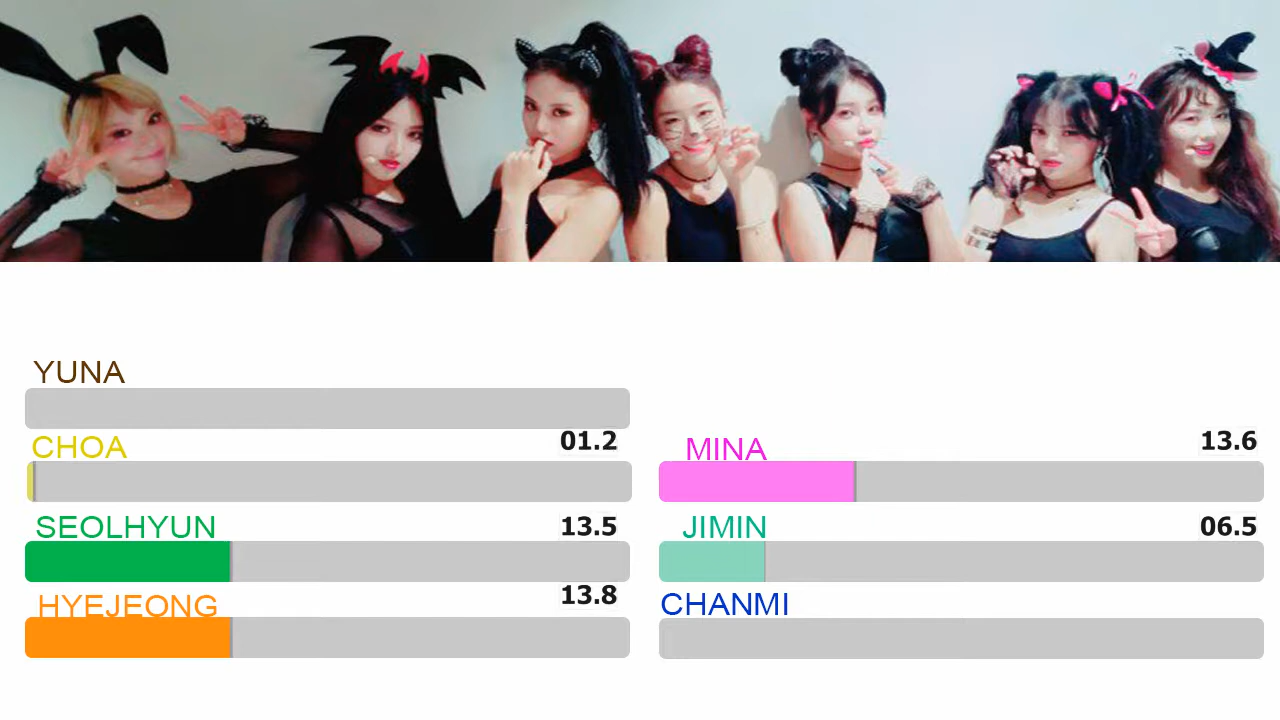 YUNA
CHOA 01.2
MINA 13.6
SEOLHYUN 13.5
JIMIN 06.5
HYEJEONG 13.8
CHANMI